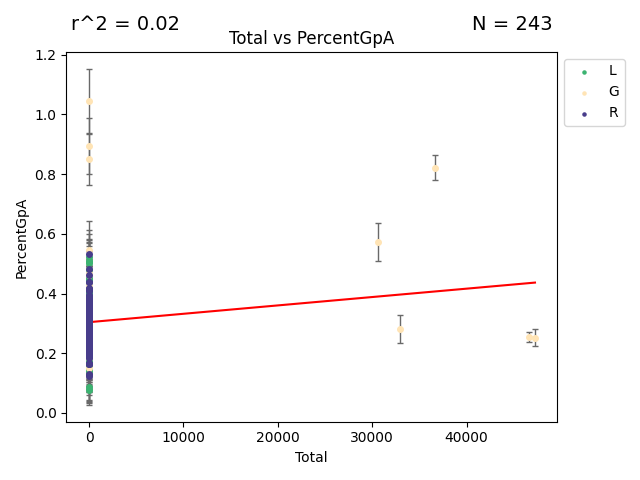 r^2 = 0.02
N = 243
Total vs PercentGpA
L
G
R
PercentGpA
1.2
1.0
0.8
0.6
0.4
0.2
0.0
0
10000
20000
30000
40000
Total